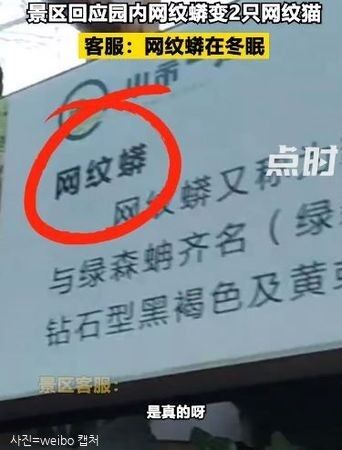 景区回应园内网纹蟒变2只网纹猫
客服：网纹蟒在冬眠
网纹蟒
点时
网纹蟒又称
与绿森蚺齐名（绿
钻石型黑褐色及黄
景区客服：
是真的呀
사진=weibo 캡처